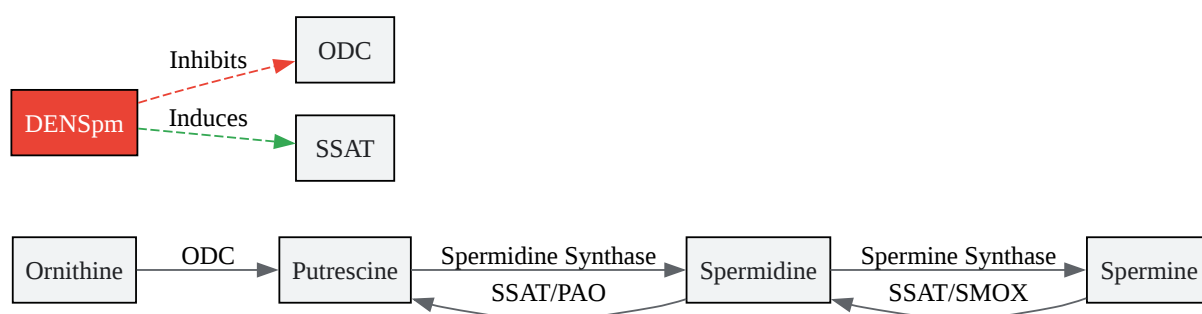 ODC
Inhibits
DENSpm
Induces
SSAT
Ornithine
ODC
Putrescine
Spermidine Synthase
SSAT/PAO
Spermidine
Spermine Synthase
SSAT/SMOX
Spermine